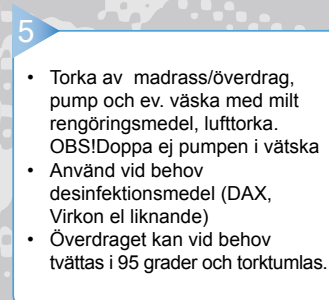 5
• Torka av madrass/överdrag,
pump och ev. väska med milt
rengöringsmedel, lufttorka.
OBS!Doppa ej pumpen i vätska
• Använd vid behov
desinfektionsmedel (DAX,
Virkon el liknande)
• Överdraget kan vid behov
tvättas i 95 grader och torktumlas.